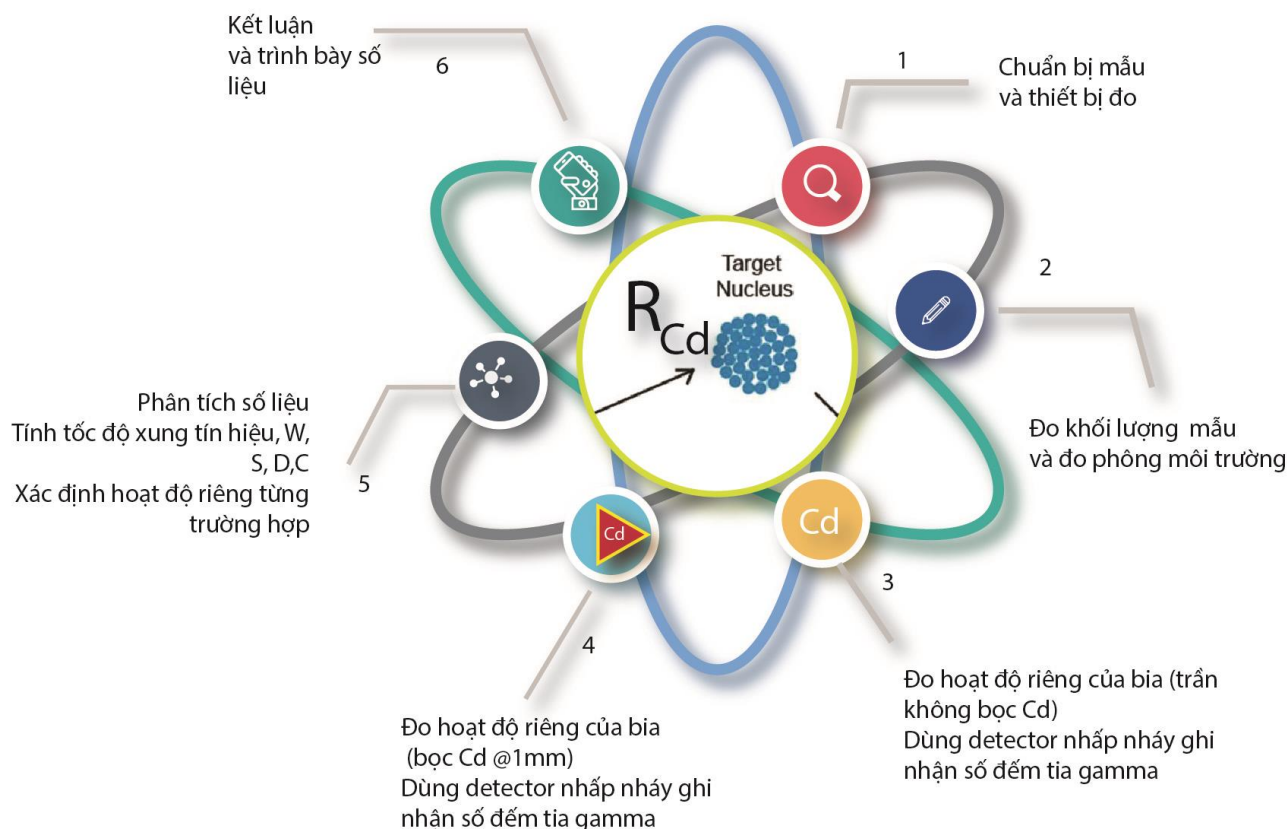 Kết luận
và trình bày số
liệu
6
1
Chuẩn bị mẫu
và thiết bị đo
2
Đo khối lượng mẫu
và đo phông môi trường
Target
Nucleus
R
Cd
Phân tích số liệu
Tính tốc độ xung tín hiệu, W,
S, D,C
Xác định hoạt độ riêng từng
trường hợp
5
Cd
Cd
3
4
Đo hoạt độ riêng của bia (trần
không bọc Cd)
Dùng detector nhấp nháy ghi
nhận số đếm tia gamma
Đo hoạt độ riêng của bia
(bọc Cd @1mm)
Dùng detector nhấp nháy ghi
nhận số đếm tia gamma